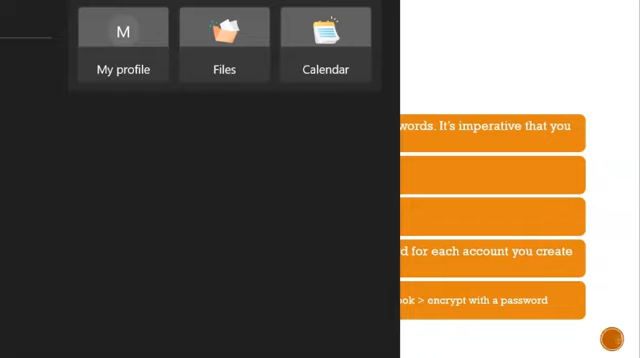 M
My profile
Files
Calendar
words. It's imperative that you
d for each account you create
ook > encrypt with a password